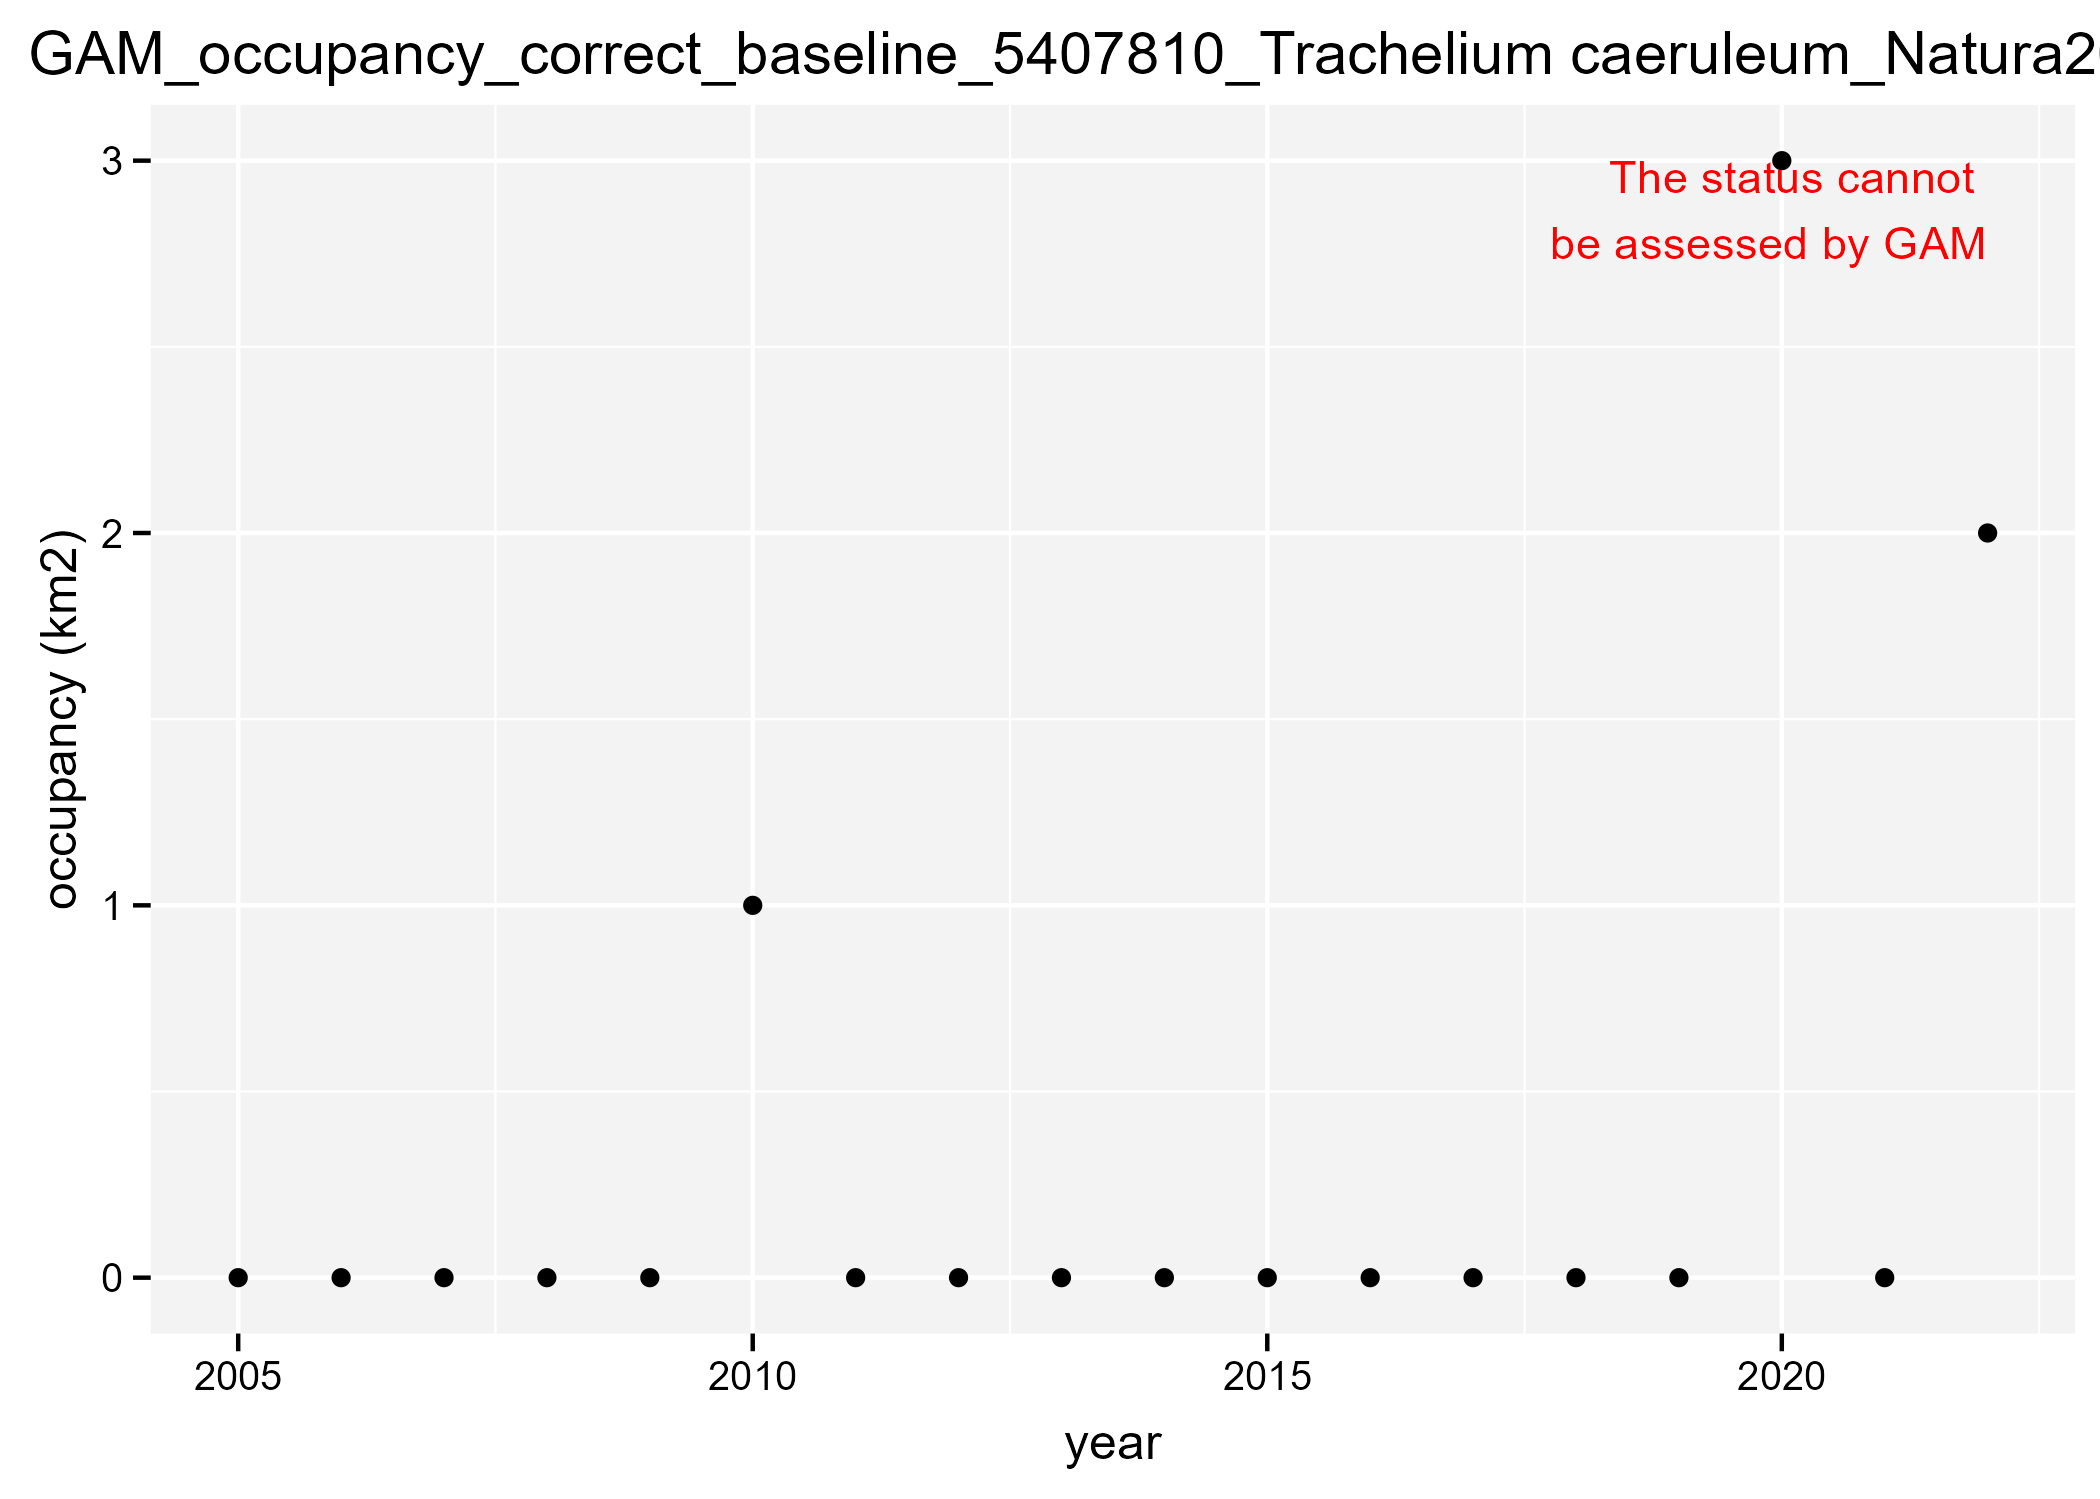 GAM_occupancy_correct_baseline_5407810_Trachelium caeruleum_Natura2
The status cannot
be assessed by GAM
3
2
1
0
occupancy (km2)
2005 2010 2015 2020
year